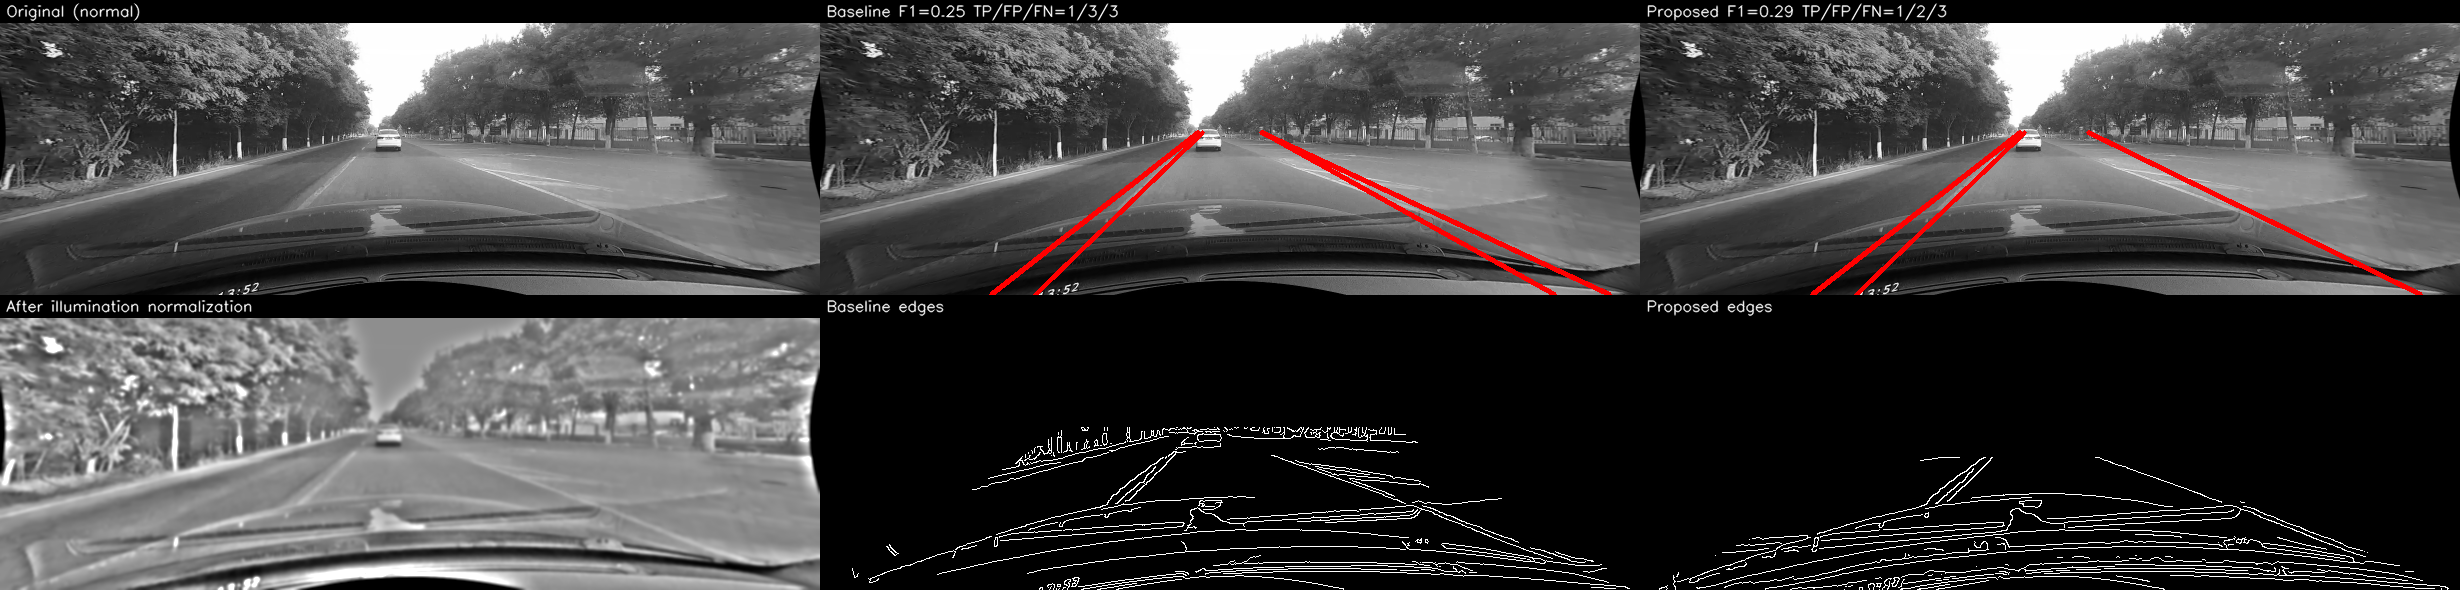 Original (normal)
Baseline F1=0.25 TP/FP/FN=1/3/3
Proposed F1=0.29 TP/FP/FN=1/2/3
After illumination normalization
Baseline edges
Proposed edges